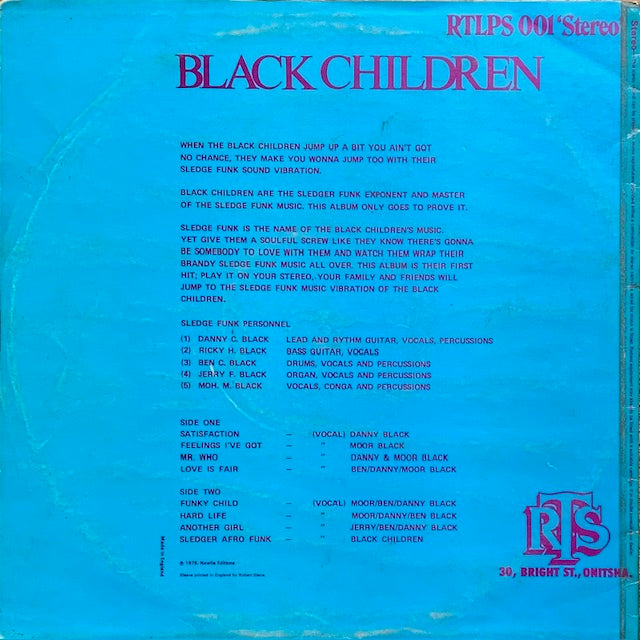 RTLPS 001 'Stereo'
BLACK CHILDREN
WHEN THE BLACK CHILDREN JUMP UP A BIT YOU AIN'T GOT
NO CHANCE, THEY MAKE YOU WONNA JUMP TOO WITH THEIR
SLEDGE FUNK SOUND VIBRATION.
BLACK CHILDREN ARE THE SLEDGER FUNK EXPONENT AND MASTER
OF THE SLEDGE FUNK MUSIC. THIS ALBUM ONLY GOES TO PROVE IT.
SLEDGE FUNK IS THE NAME OF THE BLACK CHILDREN'S MUSIC.
YET GIVE THEM A SOULFUL SCREW LIKE THEY KNOW THERE'S GONNA
BE SOMEBODY TO LOVE WITH THEM AND WATCH THEM WRAP THEIR
BRANDY SLEDGE FUNK MUSIC ALL OVER. THIS ALBUM IS THEIR FIRST
HIT; PLAY IT ON YOUR STEREO, YOUR FAMILY AND FRIENDS WILL
JUMP TO THE SLEDGE FUNK MUSIC VIBRATION OF THE BLACK
CHILDREN.
SLEDGE FUNK PERSONNEL
(1) DANNY C. BLACK LEAD AND RYTHM GUITAR, VOCALS, PERCUSSIONS
(2) RICKY H. BLACK BASS GUITAR, VOCALS
(3) BEN C. BLACK DRUMS, VOCALS AND PERCUSSIONS
(4) JERRY F. BLACK ORGAN, VOCALS AND PERCUSSIONS
(5) MOH. M. BLACK VOCALS, CONGA AND PERCUSSIONS
SIDE ONE
SATISFACTION – (VOCAL) DANNY BLACK
FEELINGS I'VE GOT – " MOOR BLACK
MR. WHO – " DANNY & MOOR BLACK
LOVE IS FAIR – " BEN/DANNY/MOOR BLACK
SIDE TWO
FUNKY CHILD – (VOCAL) MOOR/BEN/DANNY BLACK
HARD LIFE – " MOOR/DANNY/BEN BLACK
ANOTHER GIRL – " JERRY/BEN/DANNY BLACK
SLEDGER AFRO FUNK – " BLACK CHILDREN
Made in England
Sleeve printed in England by Robert Stace
RTS
30, BRIGHT ST., ONITSHA.
Stereo